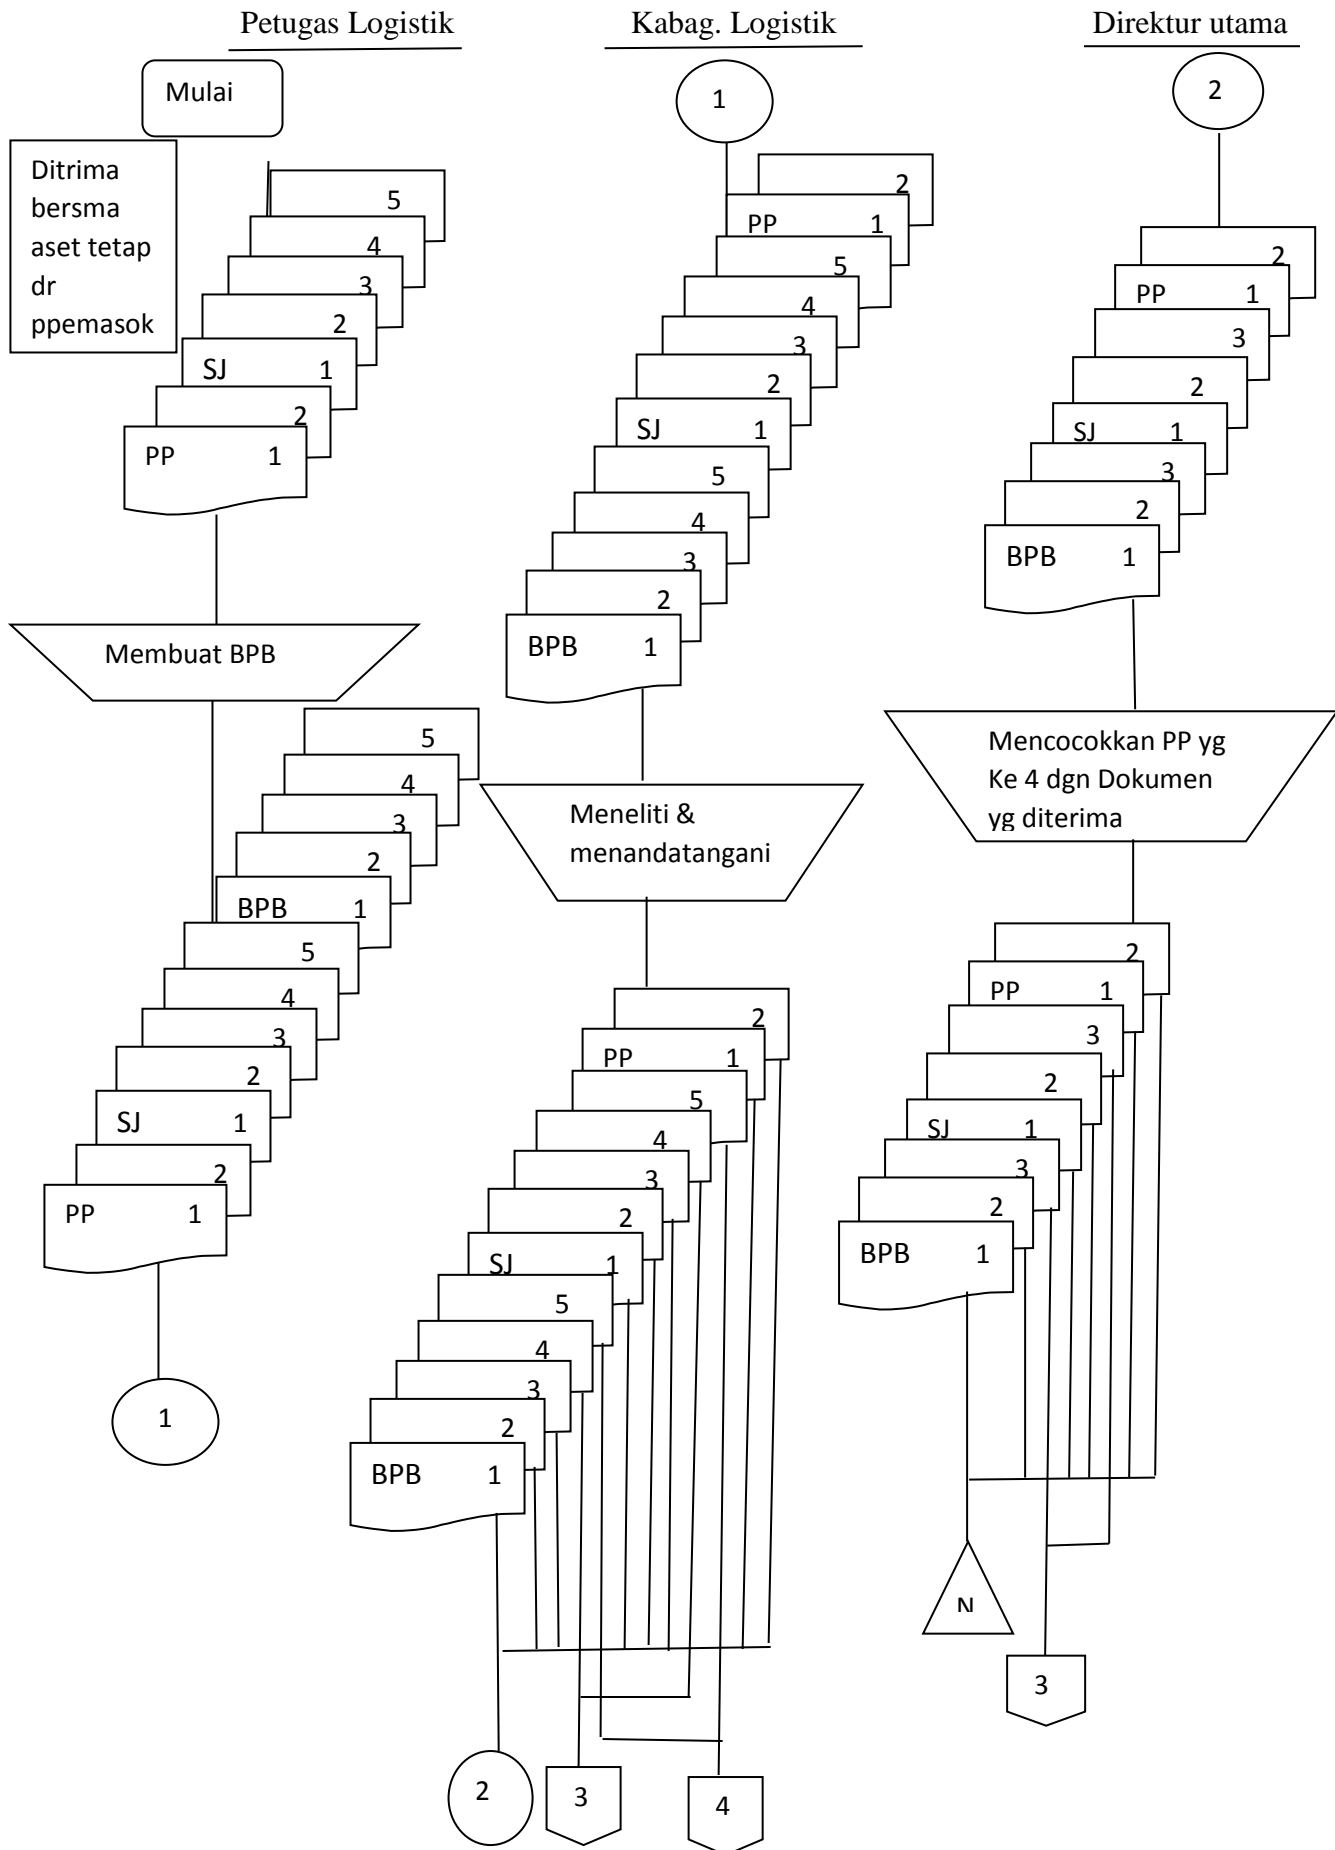 Petugas Logistik
Mulai
Ditrima
bersma
aset tetap
dr
ppemasok
5
4
3
2
SJ 1
2
PP 1
Membuat BPB
5
4
3
2
BPB 1
5
4
3
2
SJ 1
2
PP 1
1
Kabag. Logistik
1
2
PP 1
5
4
3
2
SJ 1
5
4
3
2
BPB 1
Meneliti &
menandatangani
2
PP 1
5
4
3
2
SJ 1
5
4
3
2
BPB 1
2
3
4
Direktur utama
2
2
PP 1
3
2
SJ 1
3
2
BPB 1
Mencocokkan PP yg
Ke 4 dgn Dokumen
yg diterima
2
PP 1
3
2
SJ 1
3
2
BPB 1
N
3